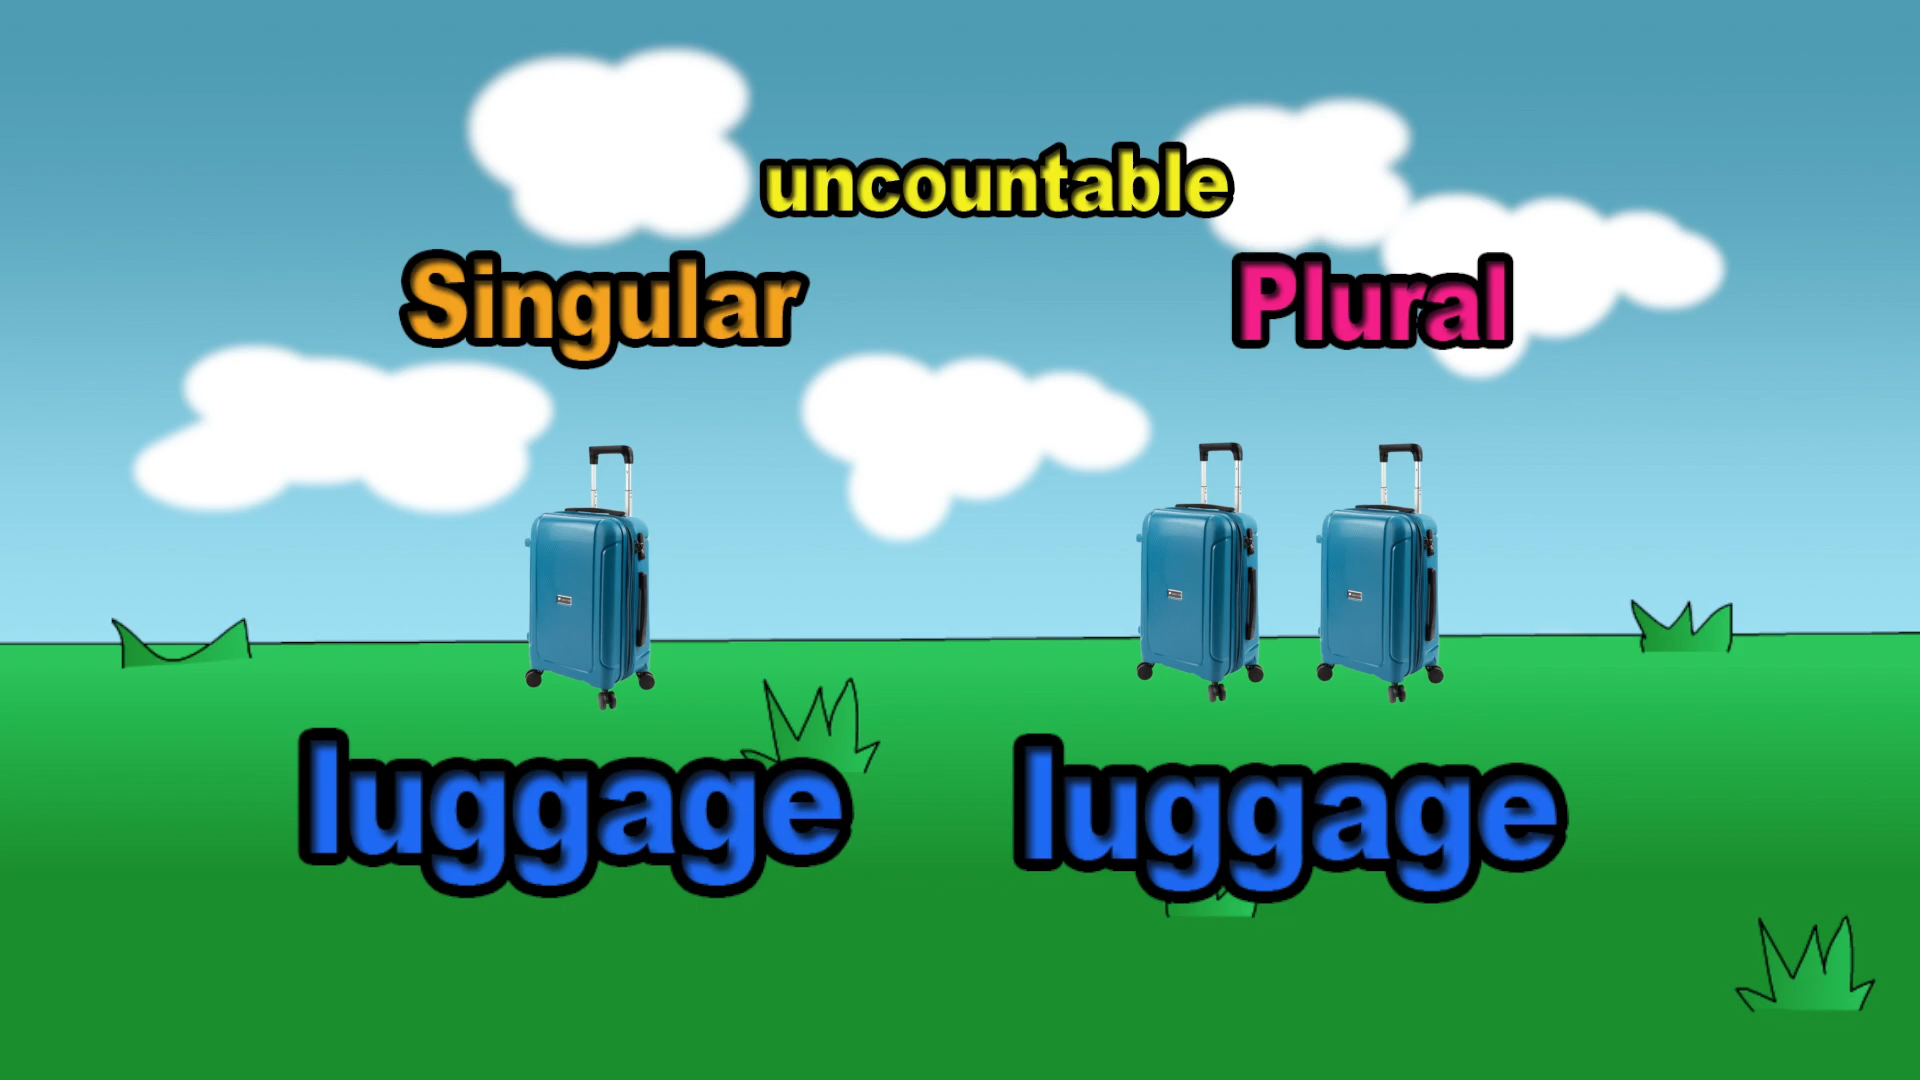 uncountable
Singular Plural
luggage luggage